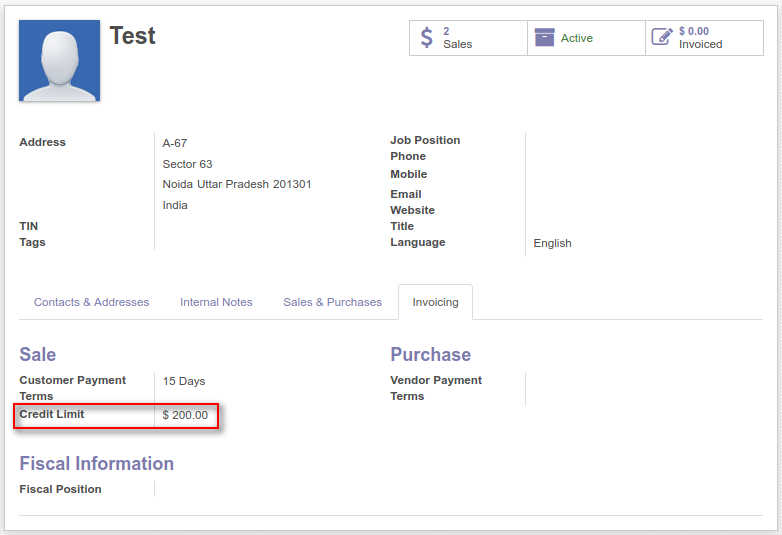 Test
2
Sales
Active
$ 0.00
Invoiced
Address
A-67
Sector 63
Noida Uttar Pradesh 201301
India
TIN
Tags
Job Position
Phone
Mobile
Email
Website
Title
Language English
Contacts & Addresses Internal Notes Sales & Purchases Invoicing
Sale
Customer Payment Terms 15 Days
Credit Limit $ 200.00
Purchase
Vendor Payment
Terms
Fiscal Information
Fiscal Position